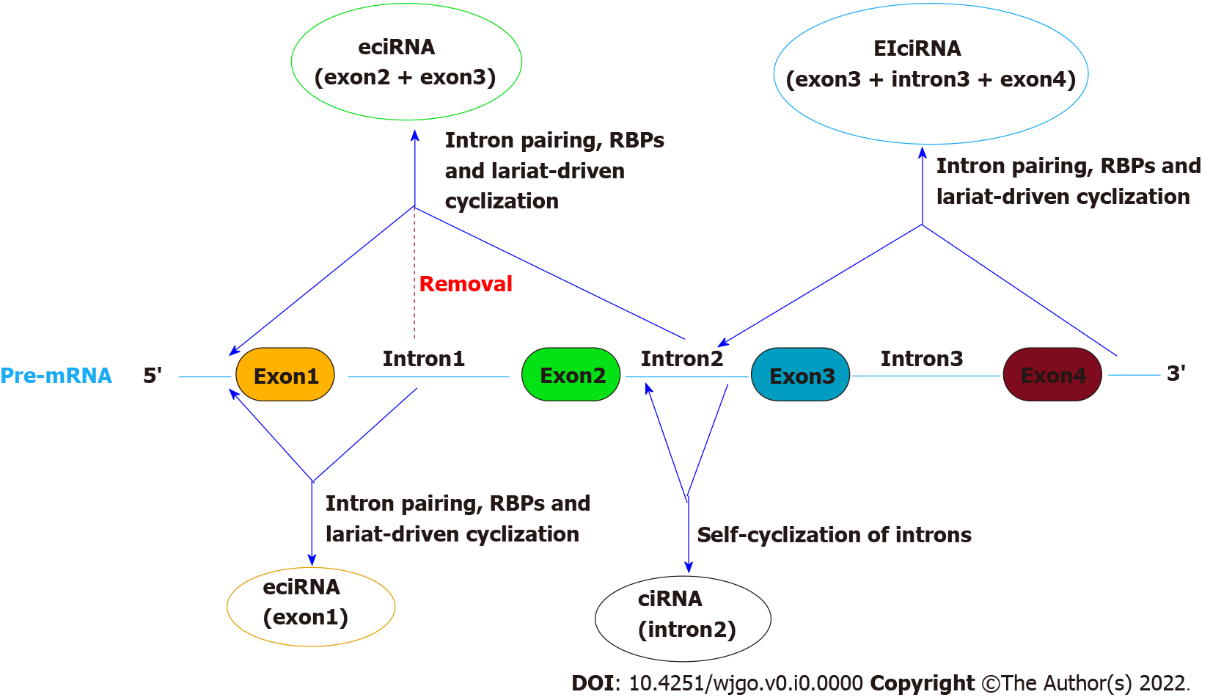 eciRNA
(exon2 + exon3)
EIciRNA
(exon3 + intron3 + exon4)
Intron pairing, RBPs
and lariat-driven
cyclization
Intron pairing, RBPs and
lariat-driven cyclization
Removal
Pre-mRNA 5' Exon1 Intron1 Exon2 Intron2 Exon3 Intron3 Exon4 3'
Intron pairing, RBPs and
lariat-driven cyclization
Self-cyclization of introns
eciRNA
(exon1)
ciRNA
(intron2)
DOI: 10.4251/wjgo.v0.i0.0000 Copyright ©The Author(s) 2022.